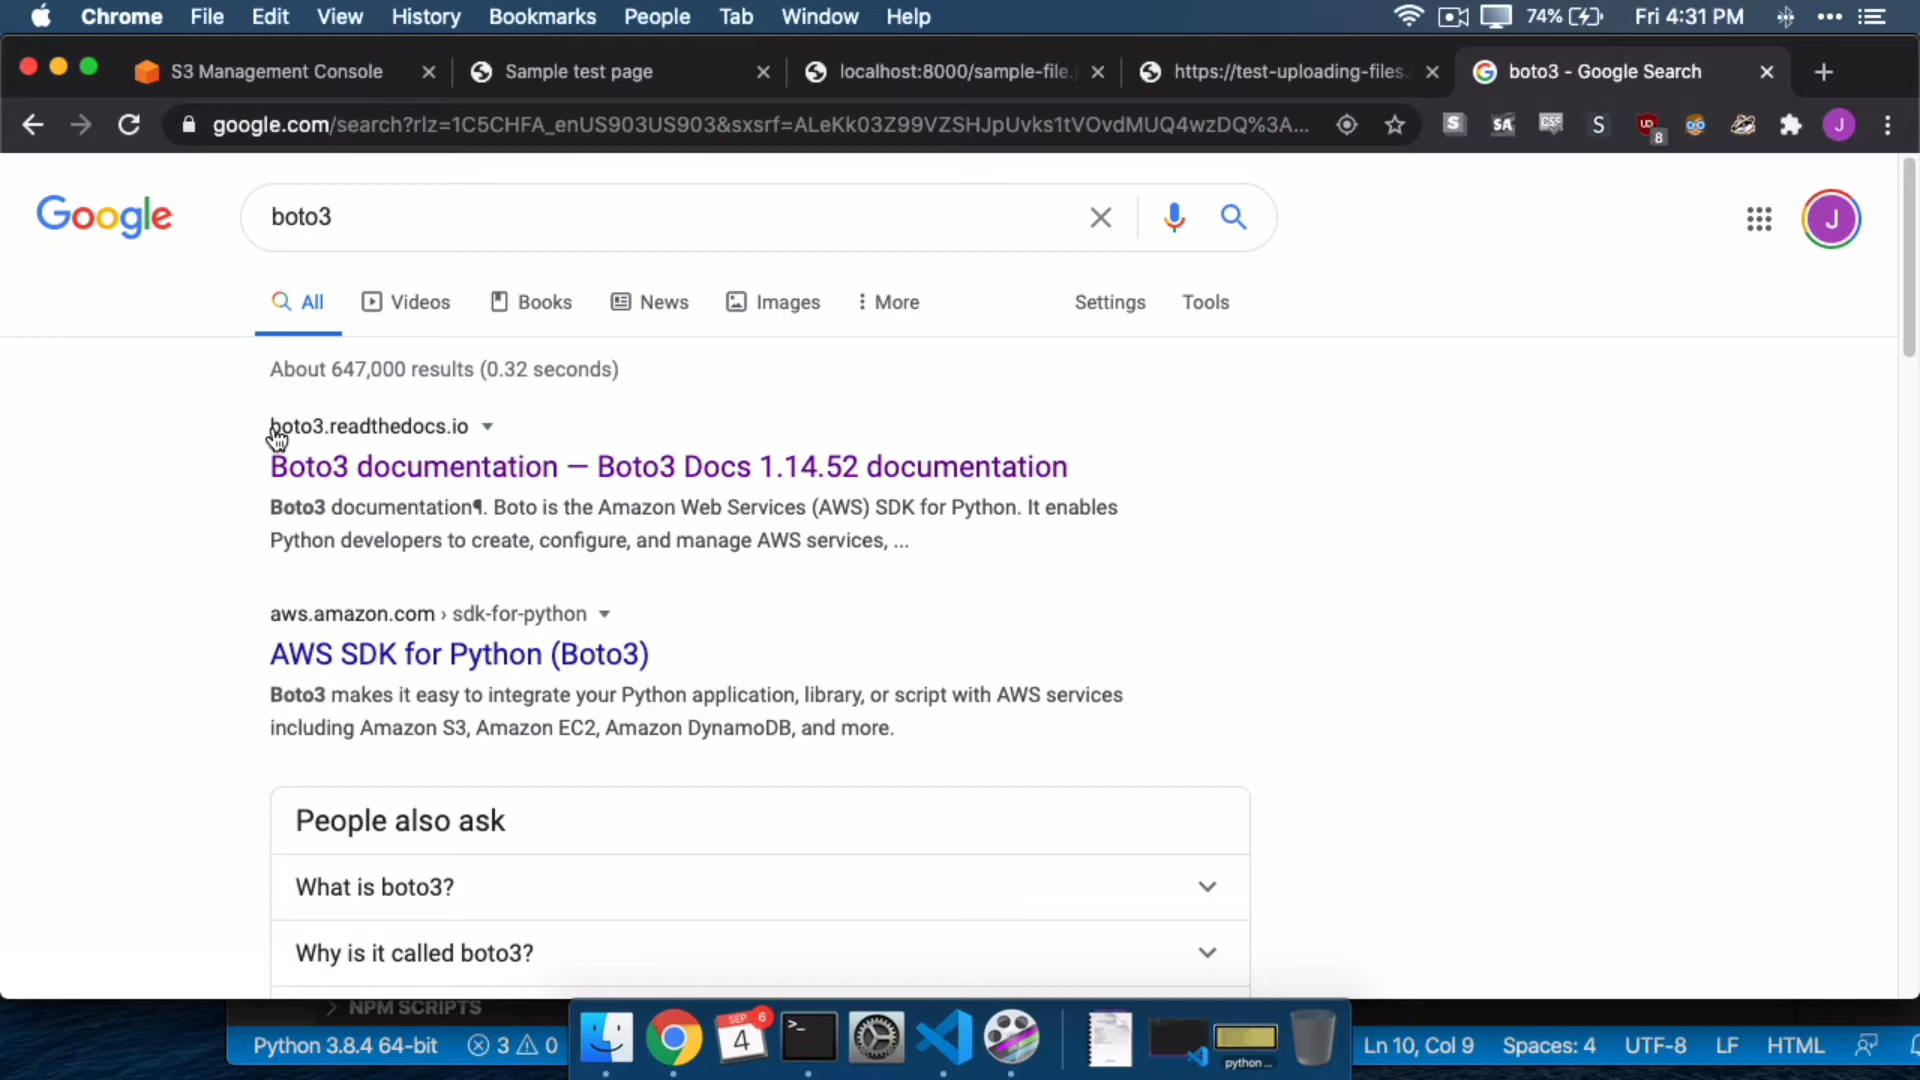 Chrome File Edit View History Bookmarks People Tab Window Help 74% Fri 4:31 PM
S3 Management Console Sample test page localhost:8000/sample-file.j https://test-uploading-files. boto3 - Google Search
google.com/search?rlz=1C5CHFA_enUS903US903&sxsrf=ALeKk03Z99VZSHJpUvks1tVOvdMUQ4wzDQ%3A... S SA CSS S UD 8 J
Google boto3 J
All Videos Books News Images More Settings Tools
About 647,000 results (0.32 seconds)
boto3.readthedocs.io
Boto3 documentation — Boto3 Docs 1.14.52 documentation
Boto3 documentation¶. Boto is the Amazon Web Services (AWS) SDK for Python. It enables
Python developers to create, configure, and manage AWS services, ...
aws.amazon.com › sdk-for-python
AWS SDK for Python (Boto3)
Boto3 makes it easy to integrate your Python application, library, or script with AWS services
including Amazon S3, Amazon EC2, Amazon DynamoDB, and more.
People also ask
What is boto3?
Why is it called boto3?
NPM SCRIPTS
Python 3.8.4 64-bit 3 0 SEP 4 6 >_ python ... Ln 10, Col 9 Spaces: 4 UTF-8 LF HTML